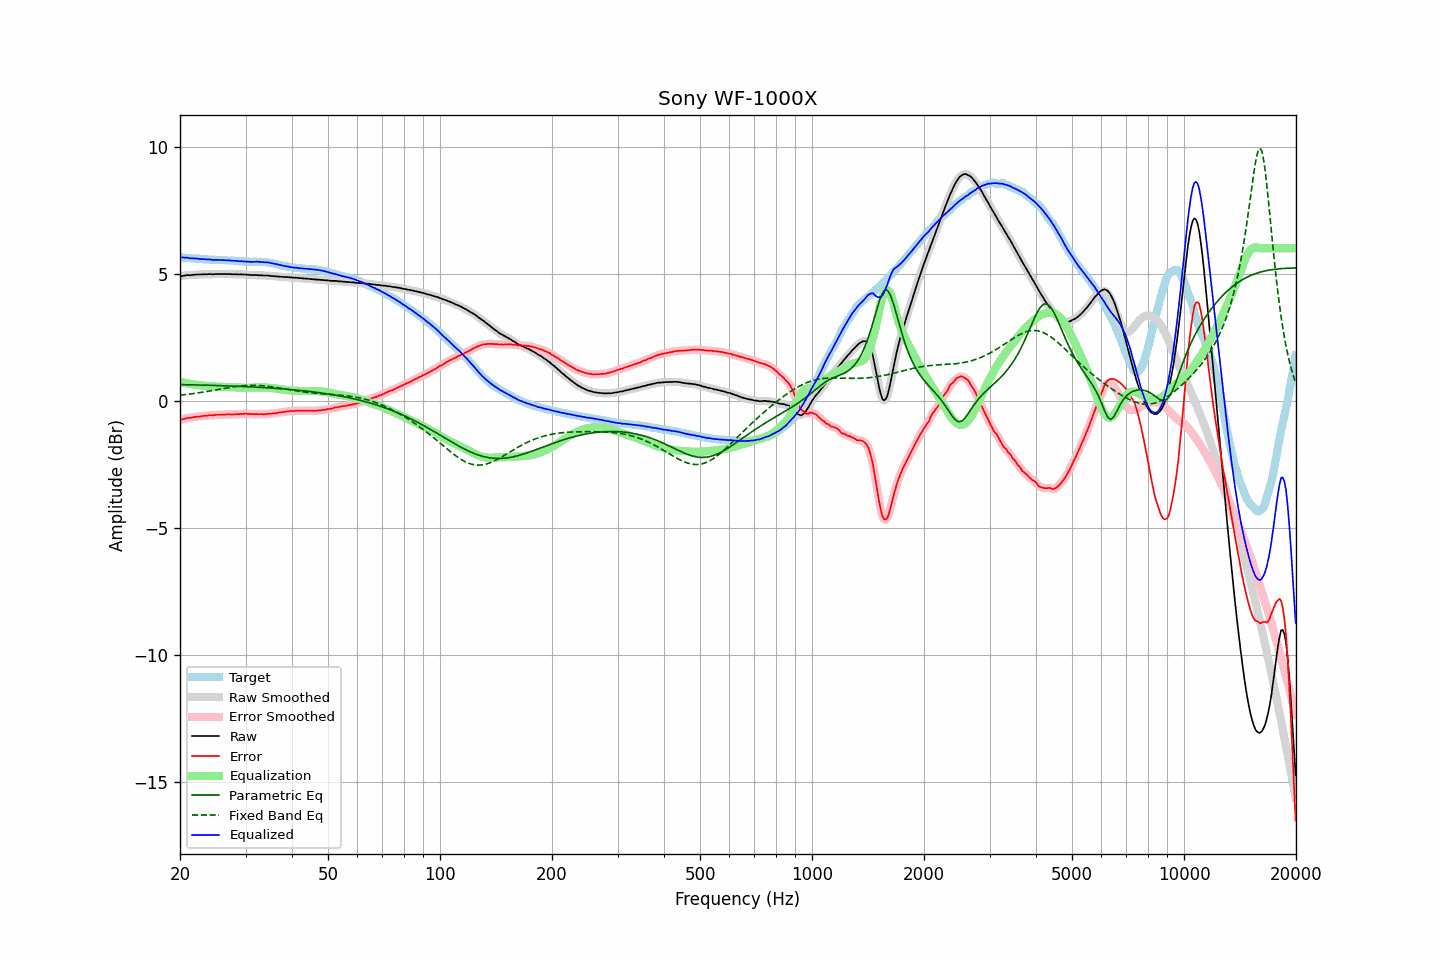 Sony WF-1000X
Amplitude (dBr)
10
5
0
−5
−10
−15
Target
Raw Smoothed
Error Smoothed
Raw
Error
Equalization
Parametric Eq
Fixed Band Eq
Equalized
20 50 100 200 500 1000 2000 5000 10000 20000
Frequency (Hz)